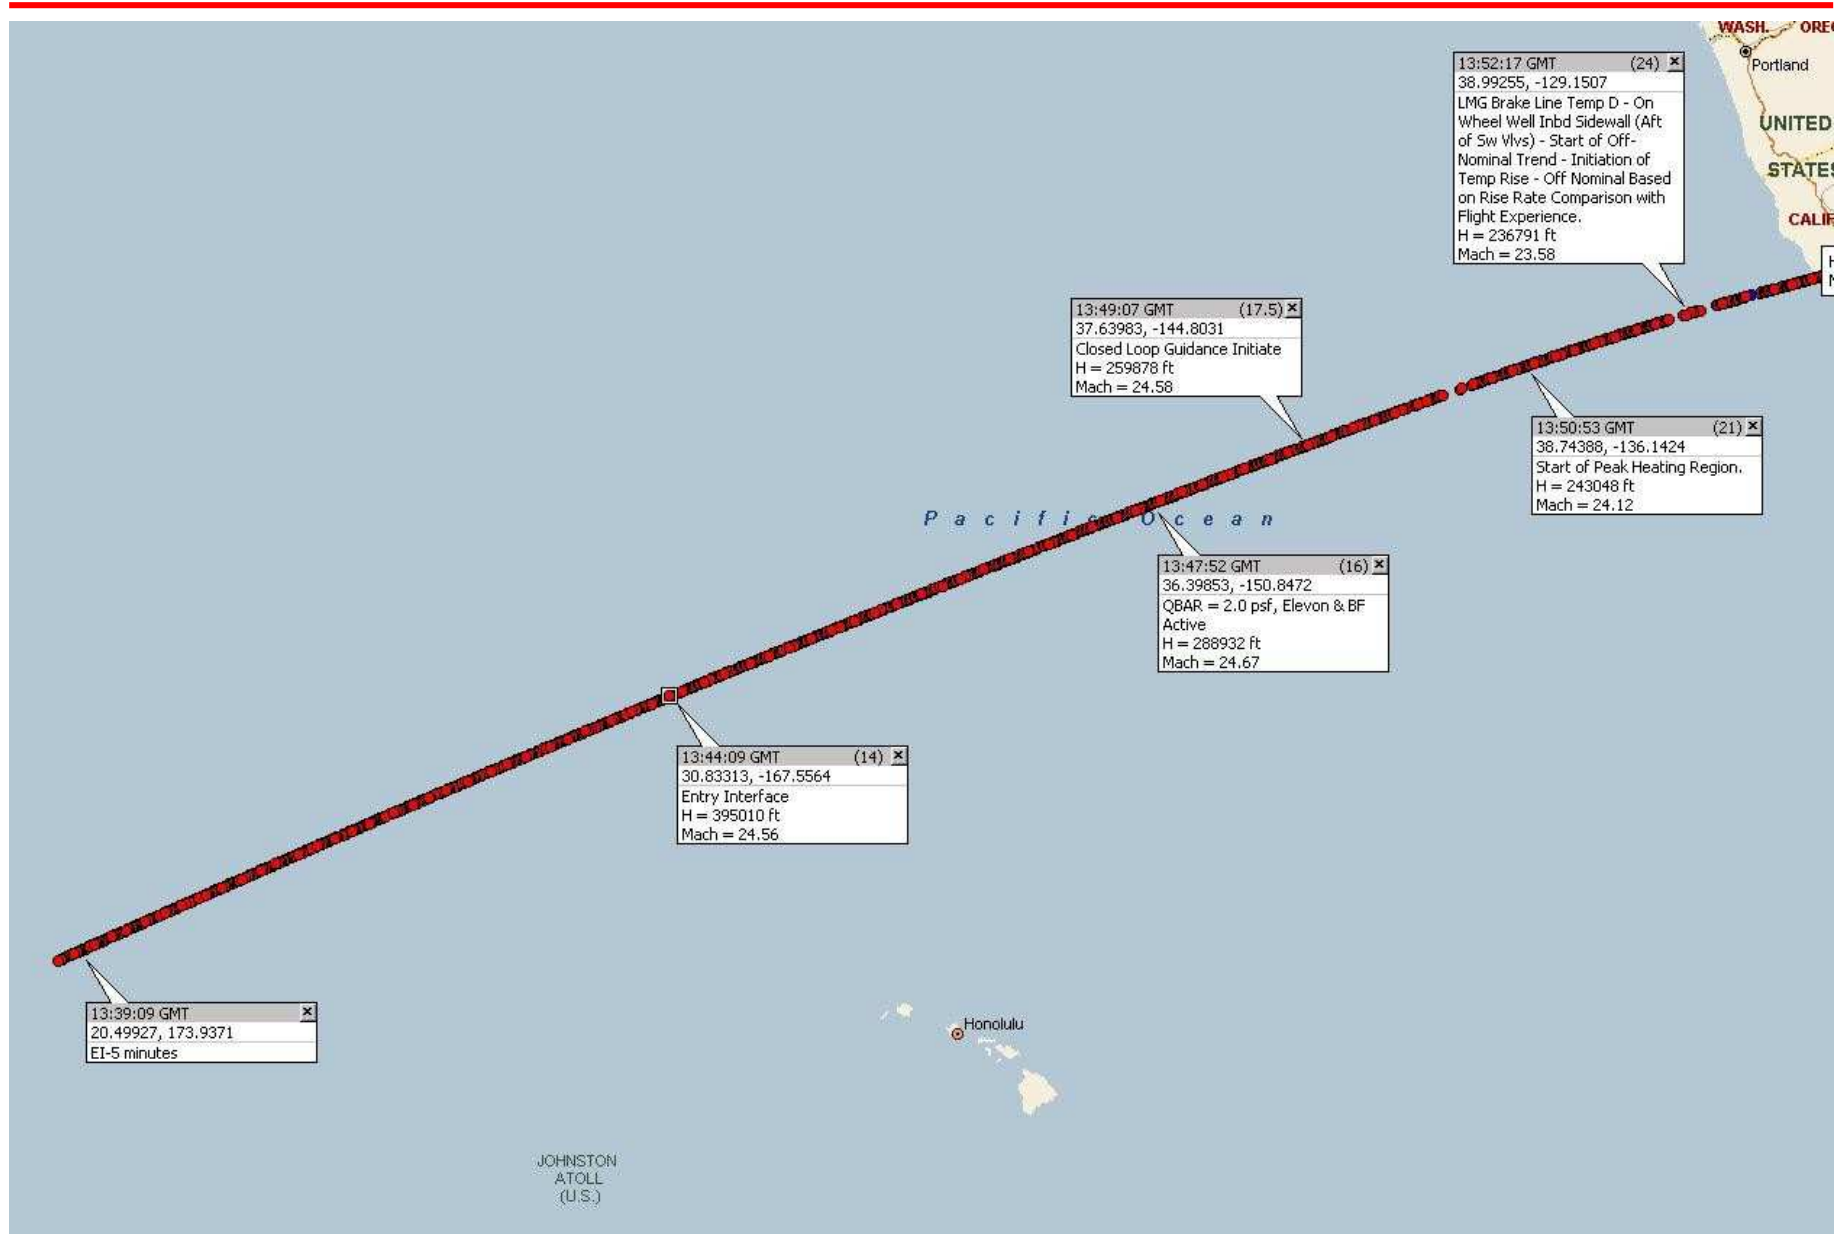 WASH. OREG
Portland
UNITED
STATES
CALIF
13:52:17 GMT (24)
38.99255, -129.1507
LMG Brake Line Temp D - On
Wheel Well Inbd Sidewall (Aft
of Sw Vlvs) - Start of Off-
Nominal Trend - Initiation of
Temp Rise - Off Nominal Based
on Rise Rate Comparison with
Flight Experience.
H = 236791 ft
Mach = 23.58
H
M
13:49:07 GMT (17.5)
37.63983, -144.8031
Closed Loop Guidance Initiate
H = 259878 ft
Mach = 24.58
13:50:53 GMT (21)
38.74388, -136.1424
Start of Peak Heating Region.
H = 243048 ft
Mach = 24.12
Pacific Ocean
13:47:52 GMT (16)
36.39853, -150.8472
QBAR = 2.0 psf, Elevon & BF
Active
H = 288932 ft
Mach = 24.67
13:44:09 GMT (14)
30.83313, -167.5564
Entry Interface
H = 395010 ft
Mach = 24.56
13:39:09 GMT
20.49927, 173.9371
EI-5 minutes
Honolulu
JOHNSTON
ATOLL
(U.S.)